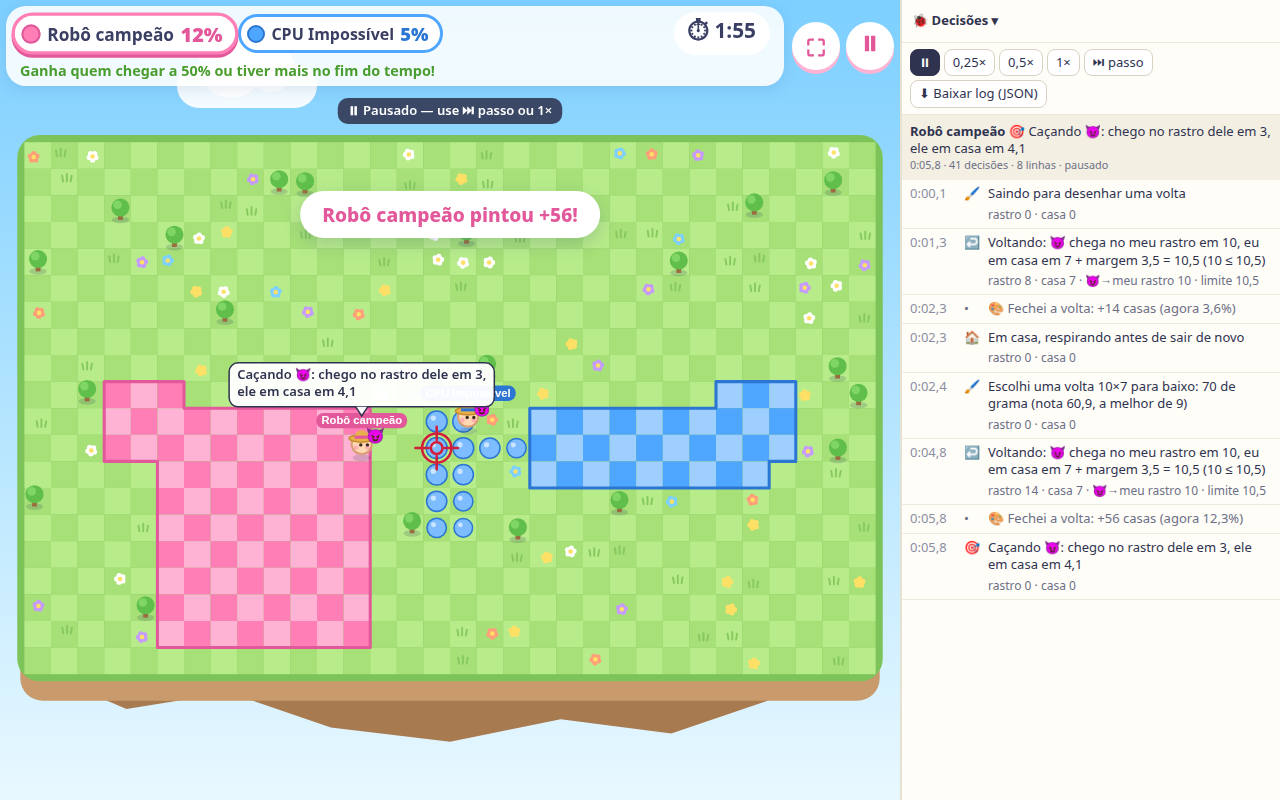 Robô campeão 12%
CPU Impossível 5%
1:55
Ganha quem chegar a 50% ou tiver mais no fim do tempo!
Pausado — use ⏭ passo ou 1×
Robô campeão pintou +56!
Caçando 😈: chego no rastro dele em 3,
ele em casa em 4,1
Robô campeão
🐞 Decisões ▾
⏸ 0,25× 0,5× 1× ⏭ passo
⬇ Baixar log (JSON)
Robô campeão 🎯 Caçando 😈: chego no rastro dele em 3,
ele em casa em 4,1
0:05,8 · 41 decisões · 8 linhas · pausado
0:00,1 🖌️ Saindo para desenhar uma volta
rastro 0 · casa 0
0:01,3 ↩️ Voltando: 😈 chega no meu rastro em 10, eu
em casa em 7 + margem 3,5 = 10,5 (10 ≤ 10,5)
rastro 8 · casa 7 · 😈→meu rastro 10 · limite 10,5
0:02,3 • 🎨 Fechei a volta: +14 casas (agora 3,6%)
0:02,3 🏠 Em casa, respirando antes de sair de novo
rastro 0 · casa 0
0:02,4 🖌️ Escolhi uma volta 10×7 para baixo: 70 de
grama (nota 60,9, a melhor de 9)
rastro 0 · casa 0
0:04,8 ↩️ Voltando: 😈 chega no meu rastro em 10, eu
em casa em 7 + margem 3,5 = 10,5 (10 ≤ 10,5)
rastro 14 · casa 7 · 😈→meu rastro 10 · limite 10,5
0:05,8 • 🎨 Fechei a volta: +56 casas (agora 12,3%)
0:05,8 🎯 Caçando 😈: chego no rastro dele em 3, ele
em casa em 4,1
rastro 0 · casa 0